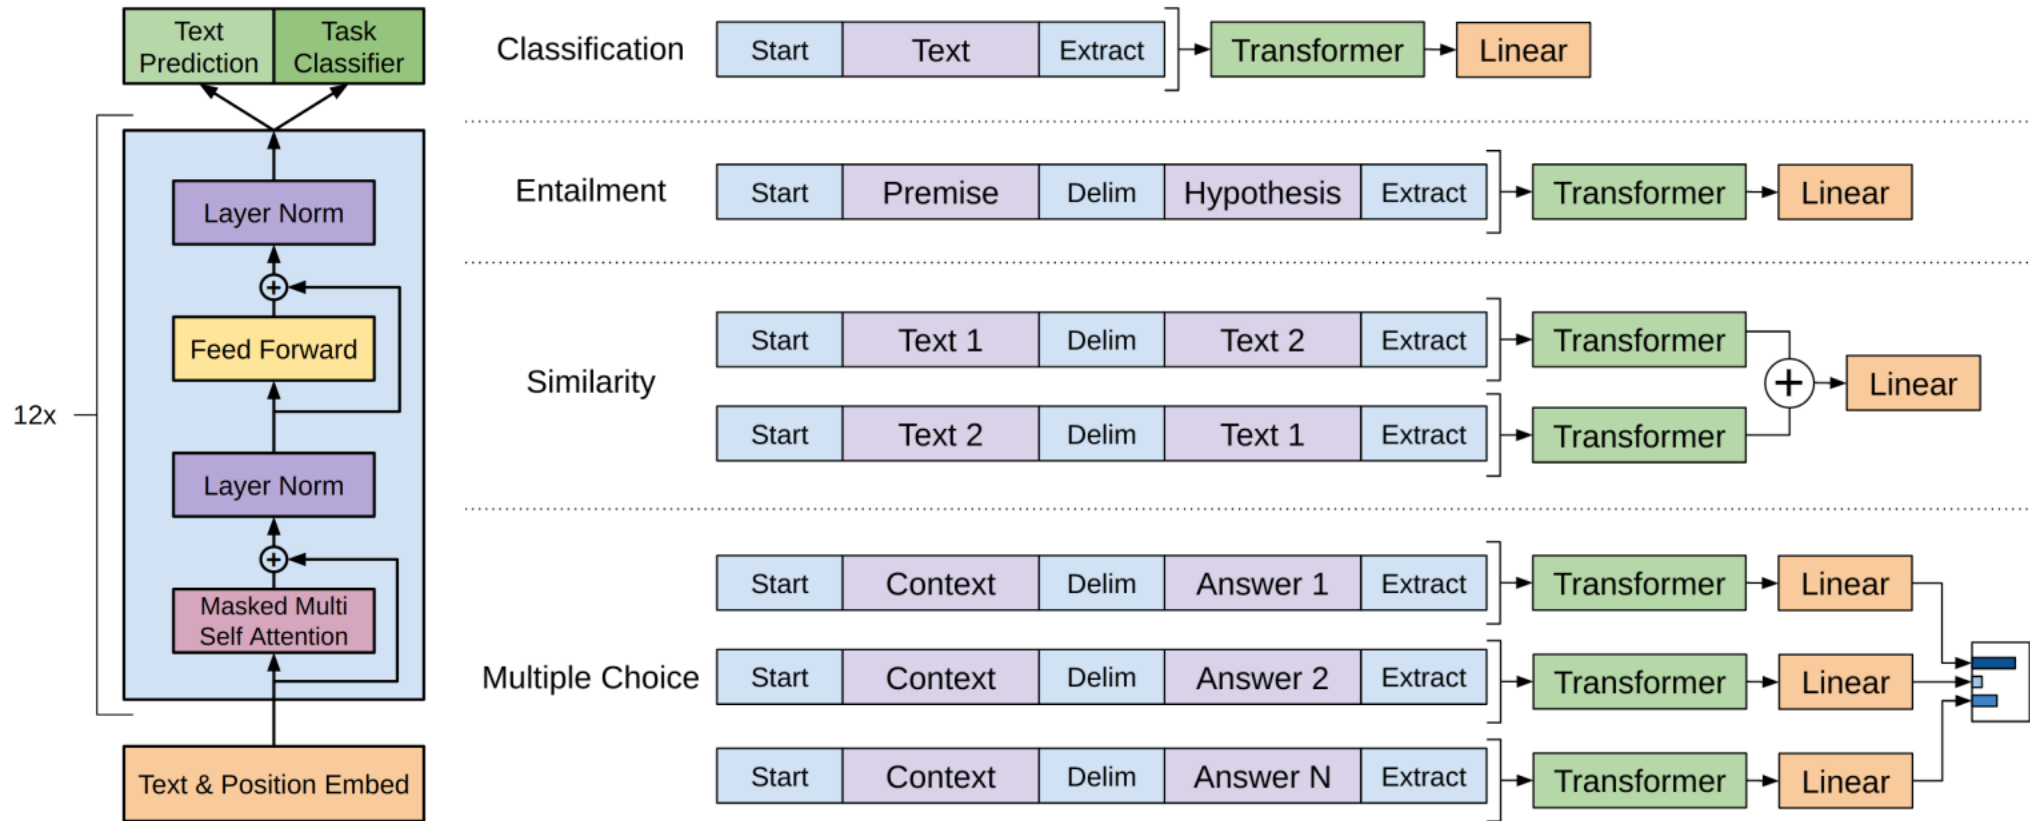 Text
Prediction
Task
Classifier
12x
Layer Norm
Feed Forward
Layer Norm
Masked Multi
Self Attention
Text & Position Embed
Classification
Start Text Extract Transformer Linear
Entailment
Start Premise Delim Hypothesis Extract Transformer Linear
Similarity
Start Text 1 Delim Text 2 Extract Transformer
Start Text 2 Delim Text 1 Extract Transformer
Linear
Multiple Choice
Start Context Delim Answer 1 Extract Transformer Linear
Start Context Delim Answer 2 Extract Transformer Linear
Start Context Delim Answer N Extract Transformer Linear